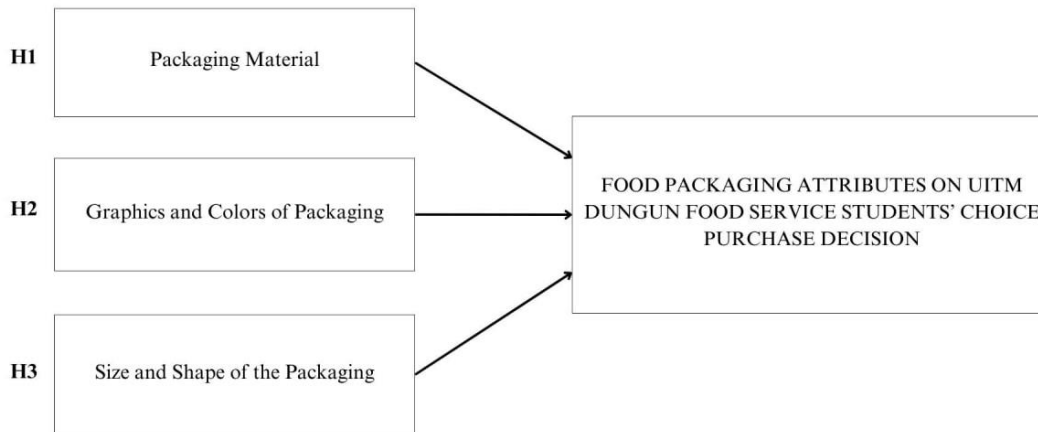 H1
Packaging Material
H2
Graphics and Colors of Packaging
H3
Size and Shape of the Packaging
FOOD PACKAGING ATTRIBUTES ON UITM
DUNGUN FOOD SERVICE STUDENTS’ CHOICE
PURCHASE DECISION